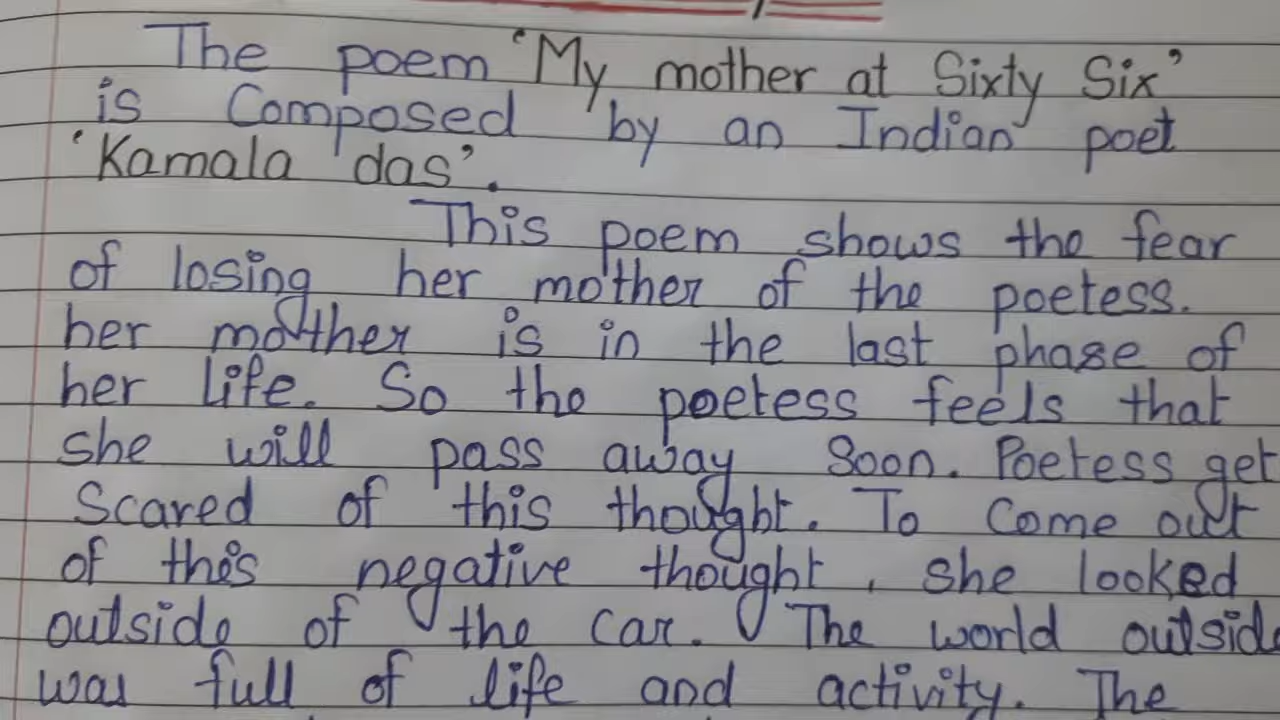 The poem 'My mother at Sixty Six'
is Composed by an Indian poet
'Kamala das'.
This poem shows the fear
of losing her mother of the poetess.
her mother is in the last phase of
her life. So the poetess feels that
she will pass away Soon. Poetess get
Scared of this thought. To Come out
of this negative thought, she looked
outside of the Car. The world outside
was full of life and activity. The